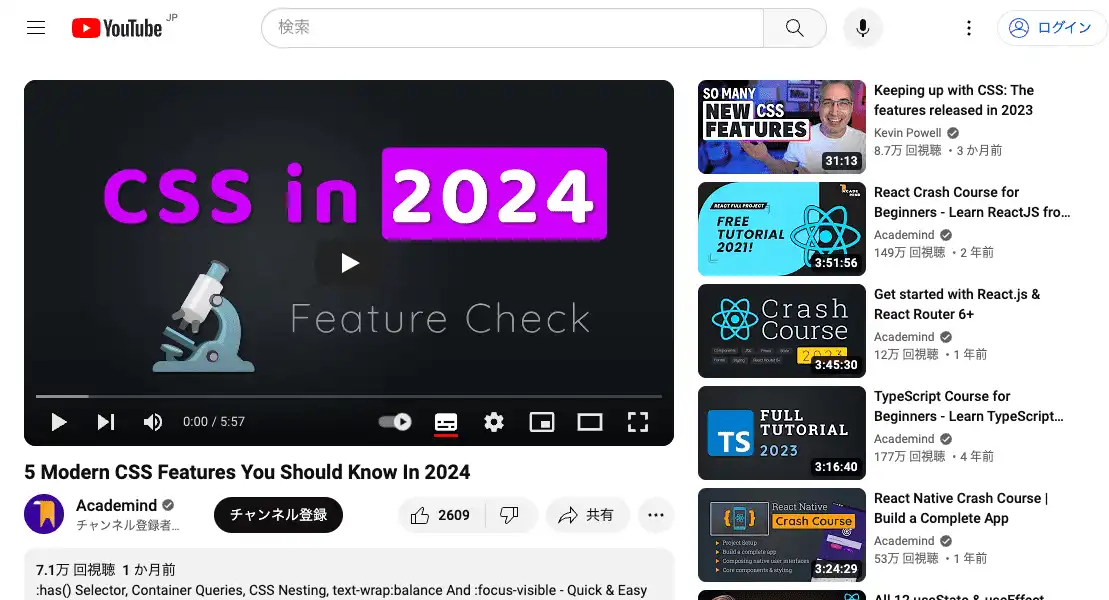 YouTube JP
検索
ログイン
CSS in 2024
Feature Check
0:00 / 5:57
5 Modern CSS Features You Should Know In 2024
Academind
チャンネル登録者…
チャンネル登録
2609
共有
7.1万 回視聴 1 か月前
:has() Selector, Container Queries, CSS Nesting, text-wrap:balance And :focus-visible - Quick & Easy
SO MANY
NEW CSS
FEATURES
31:13
Keeping up with CSS: The
features released in 2023
Kevin Powell
8.7万 回視聴 ・3 か月前
REACT FULL PROJECT
FREE
TUTORIAL
2021!
3:51:56
React Crash Course for
Beginners - Learn ReactJS fro…
Academind
149万 回視聴 ・2 年前
Crash
Course
2023
3:45:30
Get started with React.js &
React Router 6+
Academind
12万 回視聴 ・1 年前
TS
FULL
TUTORIAL
2023
3:16:40
TypeScript Course for
Beginners - Learn TypeScript…
Academind
177万 回視聴 ・4 年前
React Native
Crash Course
Project Setup
Build a complete app
Composing native user interfaces
Core components & styling
3:24:29
React Native Crash Course |
Build a Complete App
Academind
53万 回視聴 ・1 年前
All 12 useState & useEffect